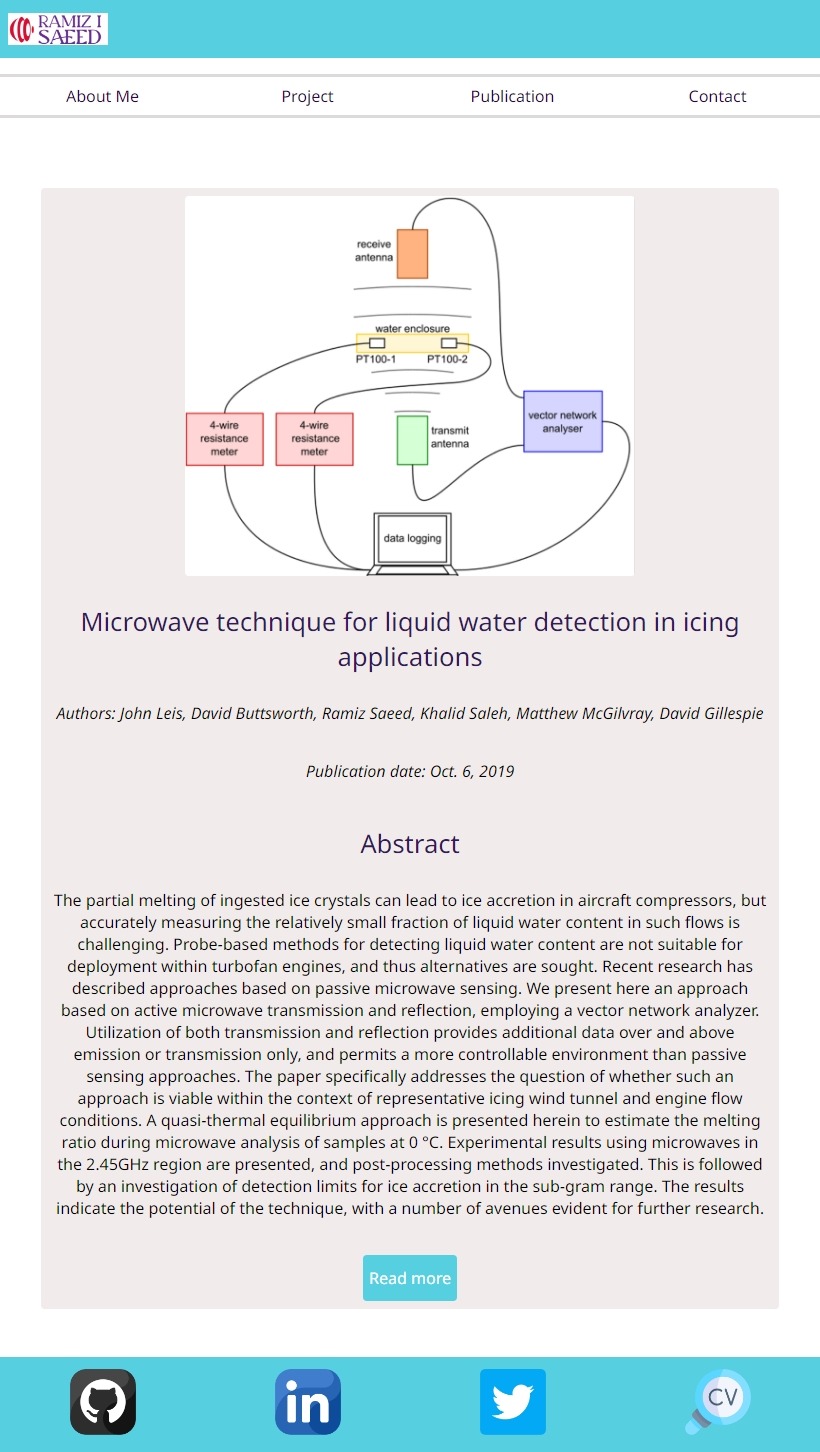 RAMIZ I
SAEED
About Me
Project
Publication
Contact
receive
antenna
water enclosure
PT100-1
PT100-2
4-wire
resistance
meter
4-wire
resistance
meter
transmit
antenna
vector network
analyser
data logging
Microwave technique for liquid water detection in icing
applications
Authors: John Leis, David Buttsworth, Ramiz Saeed, Khalid Saleh, Matthew McGilvray, David Gillespie
Publication date: Oct. 6, 2019
Abstract
The partial melting of ingested ice crystals can lead to ice accretion in aircraft compressors, but
accurately measuring the relatively small fraction of liquid water content in such flows is
challenging. Probe-based methods for detecting liquid water content are not suitable for
deployment within turbofan engines, and thus alternatives are sought. Recent research has
described approaches based on passive microwave sensing. We present here an approach
based on active microwave transmission and reflection, employing a vector network analyzer.
Utilization of both transmission and reflection provides additional data over and above
emission or transmission only, and permits a more controllable environment than passive
sensing approaches. The paper specifically addresses the question of whether such an
approach is viable within the context of representative icing wind tunnel and engine flow
conditions. A quasi-thermal equilibrium approach is presented herein to estimate the melting
ratio during microwave analysis of samples at 0 °C. Experimental results using microwaves in
the 2.45GHz region are presented, and post-processing methods investigated. This is followed
by an investigation of detection limits for ice accretion in the sub-gram range. The results
indicate the potential of the technique, with a number of avenues evident for further research.
Read more
in
CV